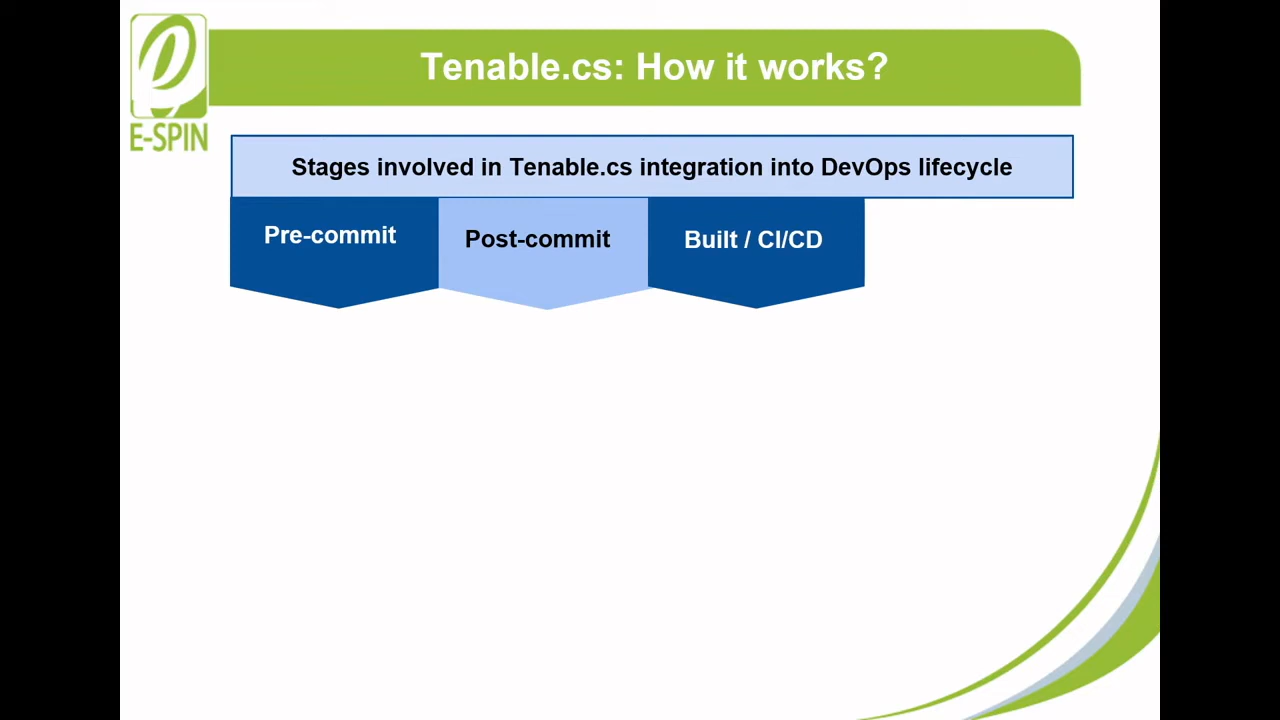 Tenable.cs: How it works?
E-SPIN
Stages involved in Tenable.cs integration into DevOps lifecycle
Pre-commit
Post-commit
Built / CI/CD